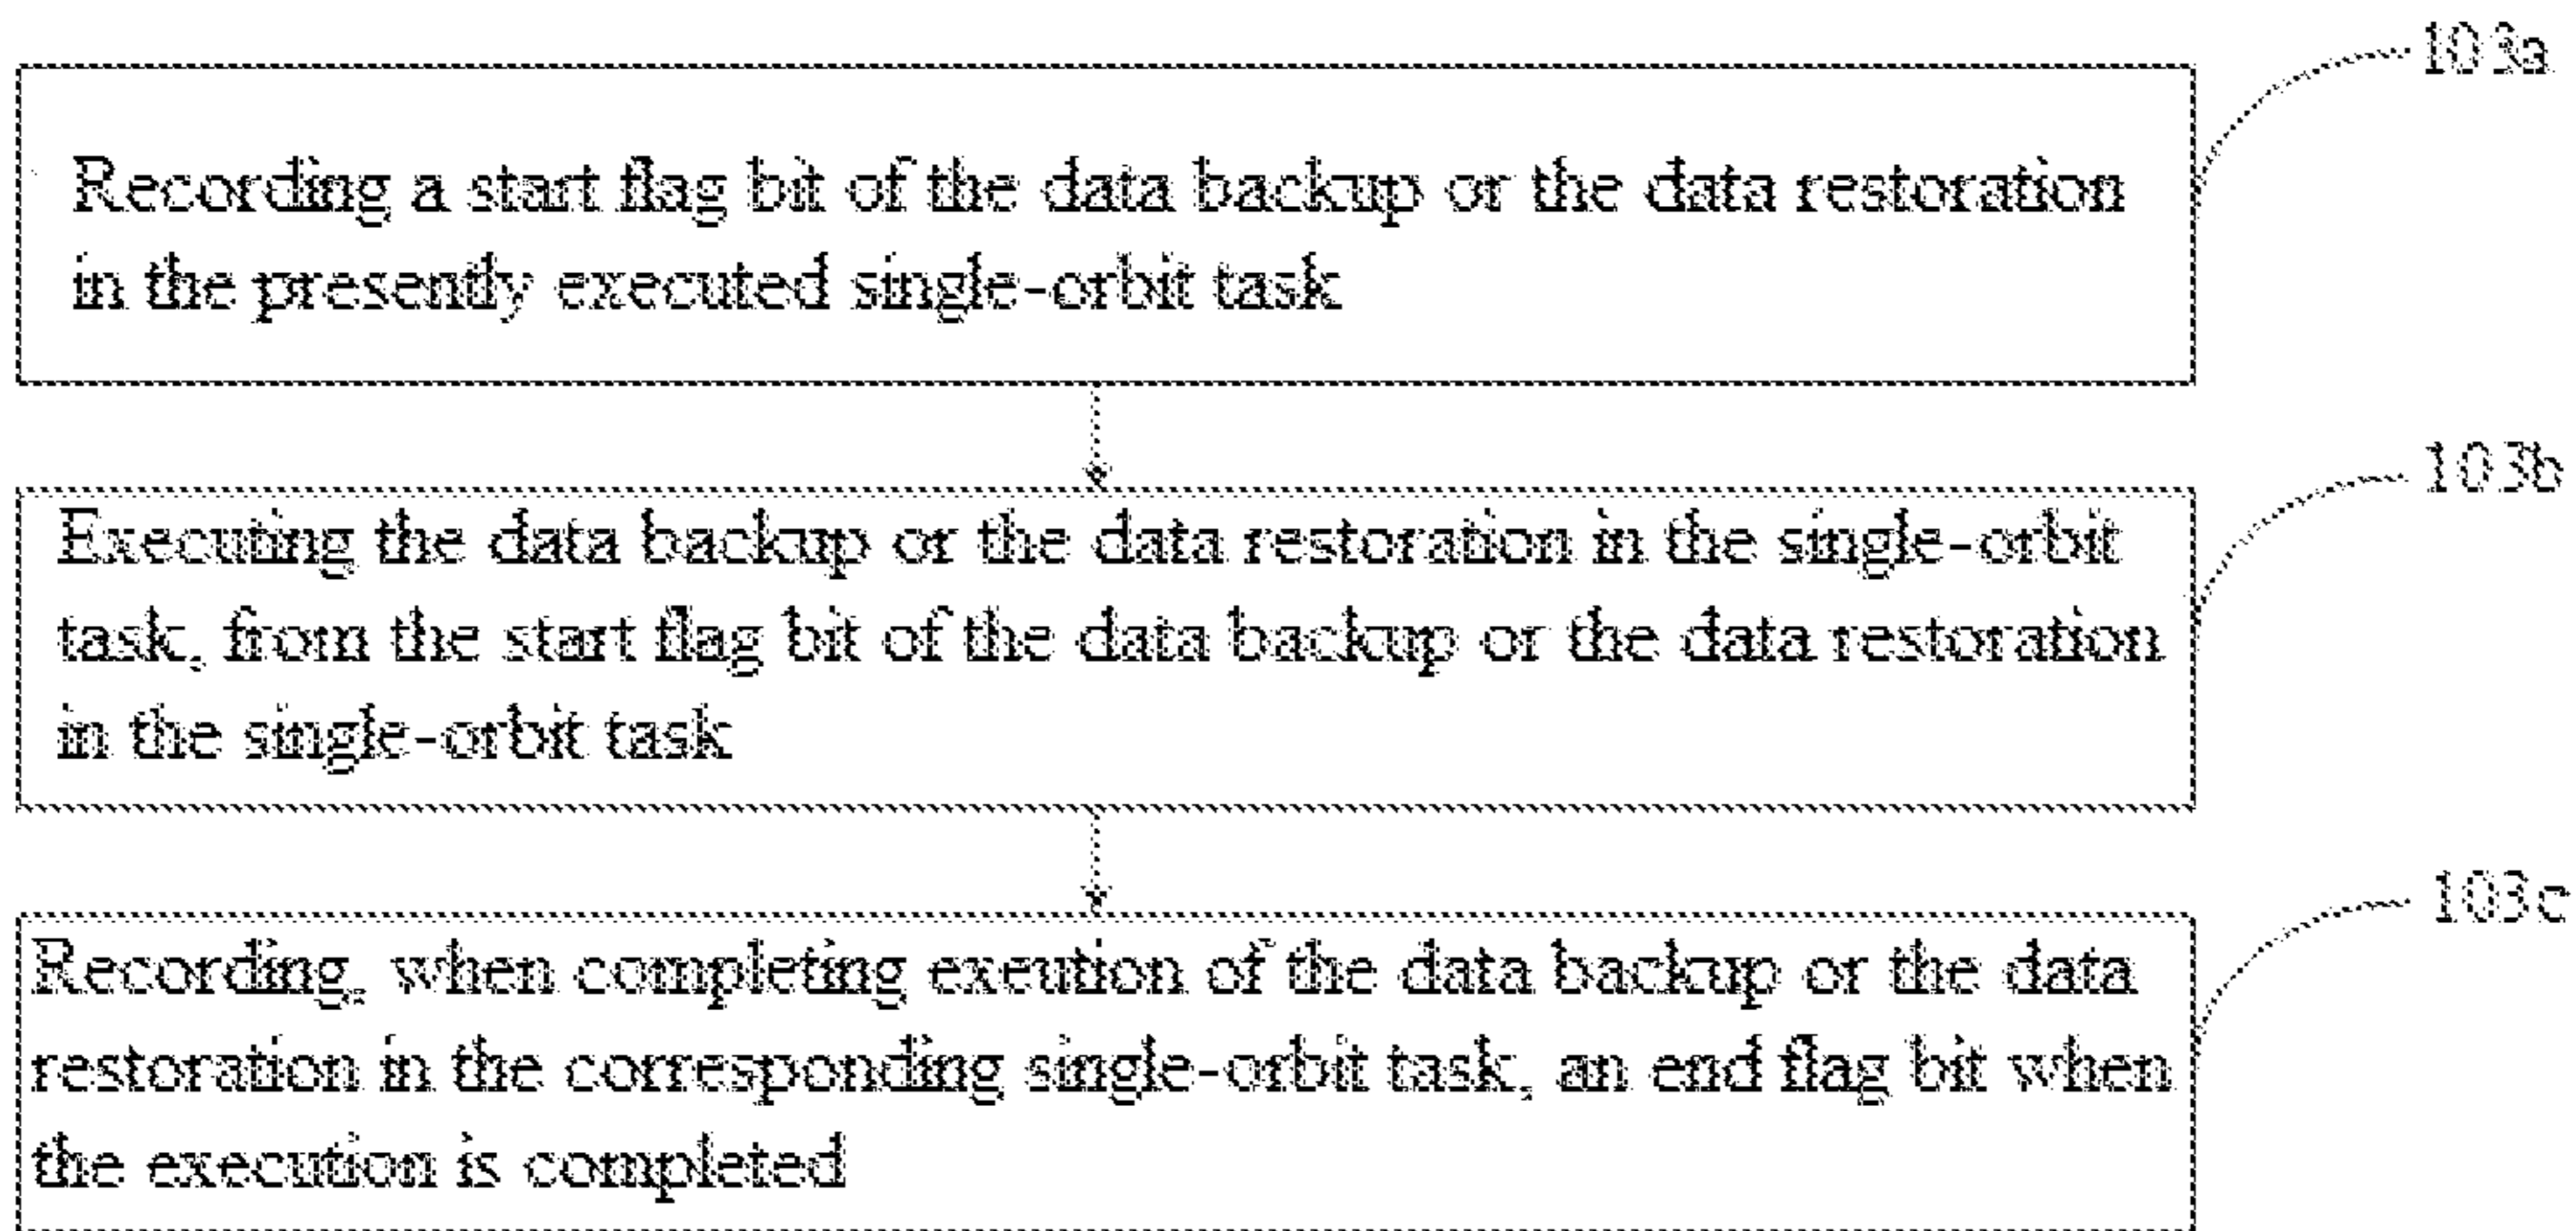 103a
Recording a start flag bit of the data backup or the data restoration
in the presently executed single-orbit task
103b
Executing the data backup or the data restoration in the single-orbit
task, from the start flag bit of the data backup or the data restoration
in the single-orbit task
103c
Recording, when completing exeution of the data backup or the data
restoration in the corresponding single-orbit task, an end flag bit when
the execution is completed